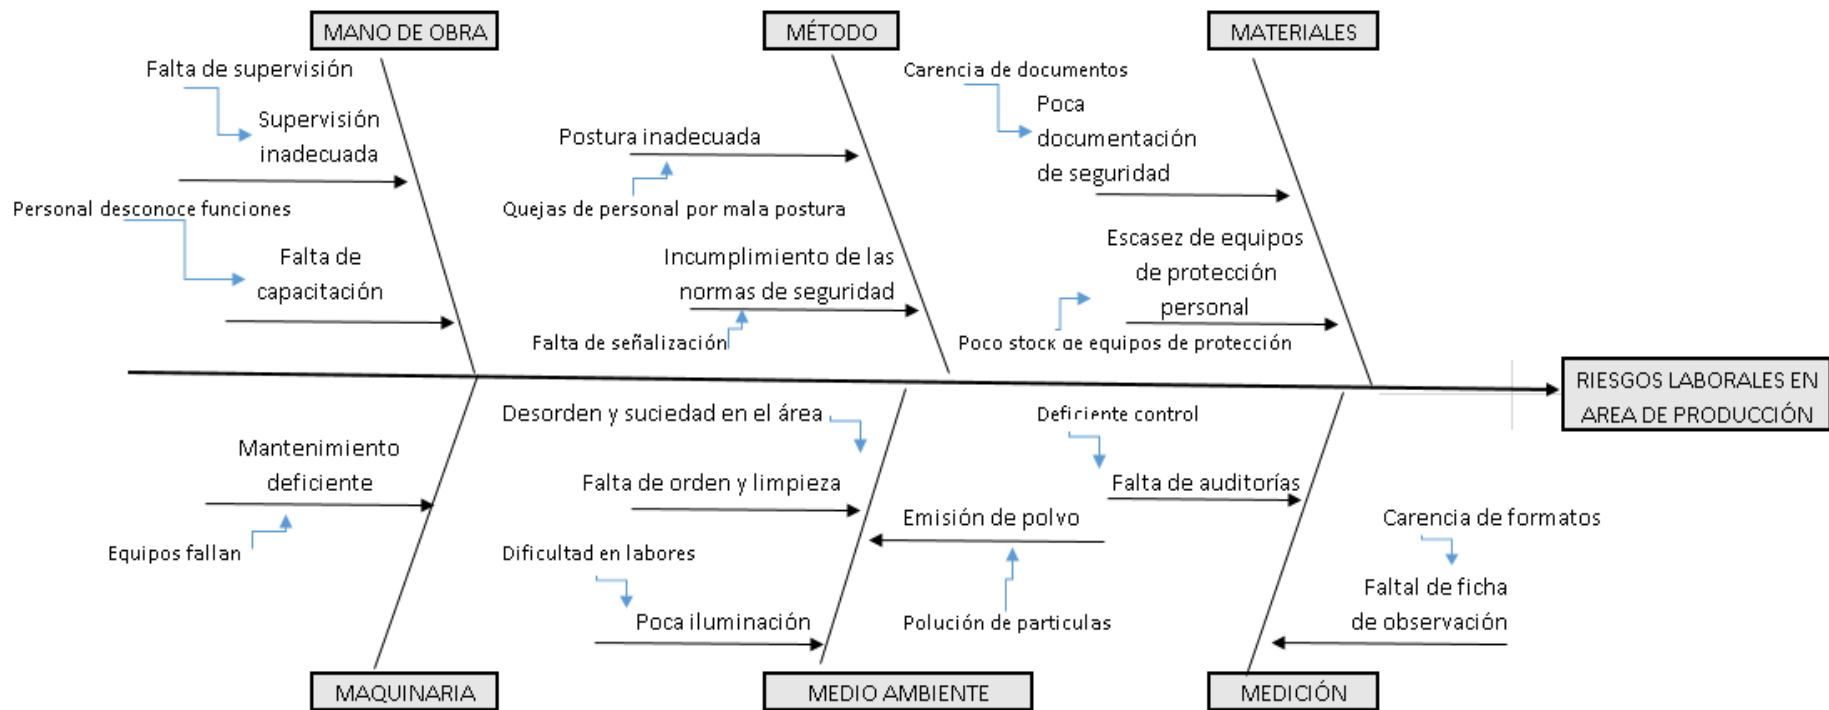 MANO DE OBRA
MÉTODO
MATERIALES
Falta de supervisión
Supervisión
inadecuada
Personal desconoce funciones
Falta de
capacitación
Postura inadecuada
Quejas de personal por mala postura
Incumplimiento de las
normas de seguridad
Falta de señalización
Carencia de documentos
Poca
documentación
de seguridad
Escasez de equipos
de protección
personal
Poco stock de equipos de protección
RIESGOS LABORALES EN
AREA DE PRODUCCIÓN
Mantenimiento
deficiente
Equipos fallan
Desorden y suciedad en el área
Falta de orden y limpieza
Emisión de polvo
Dificultad en labores
Poca iluminación
Polución de particulas
Deficiente control
Falta de auditorías
Carencia de formatos
Faltal de ficha
de observación
MAQUINARIA
MEDIO AMBIENTE
MEDICIÓN